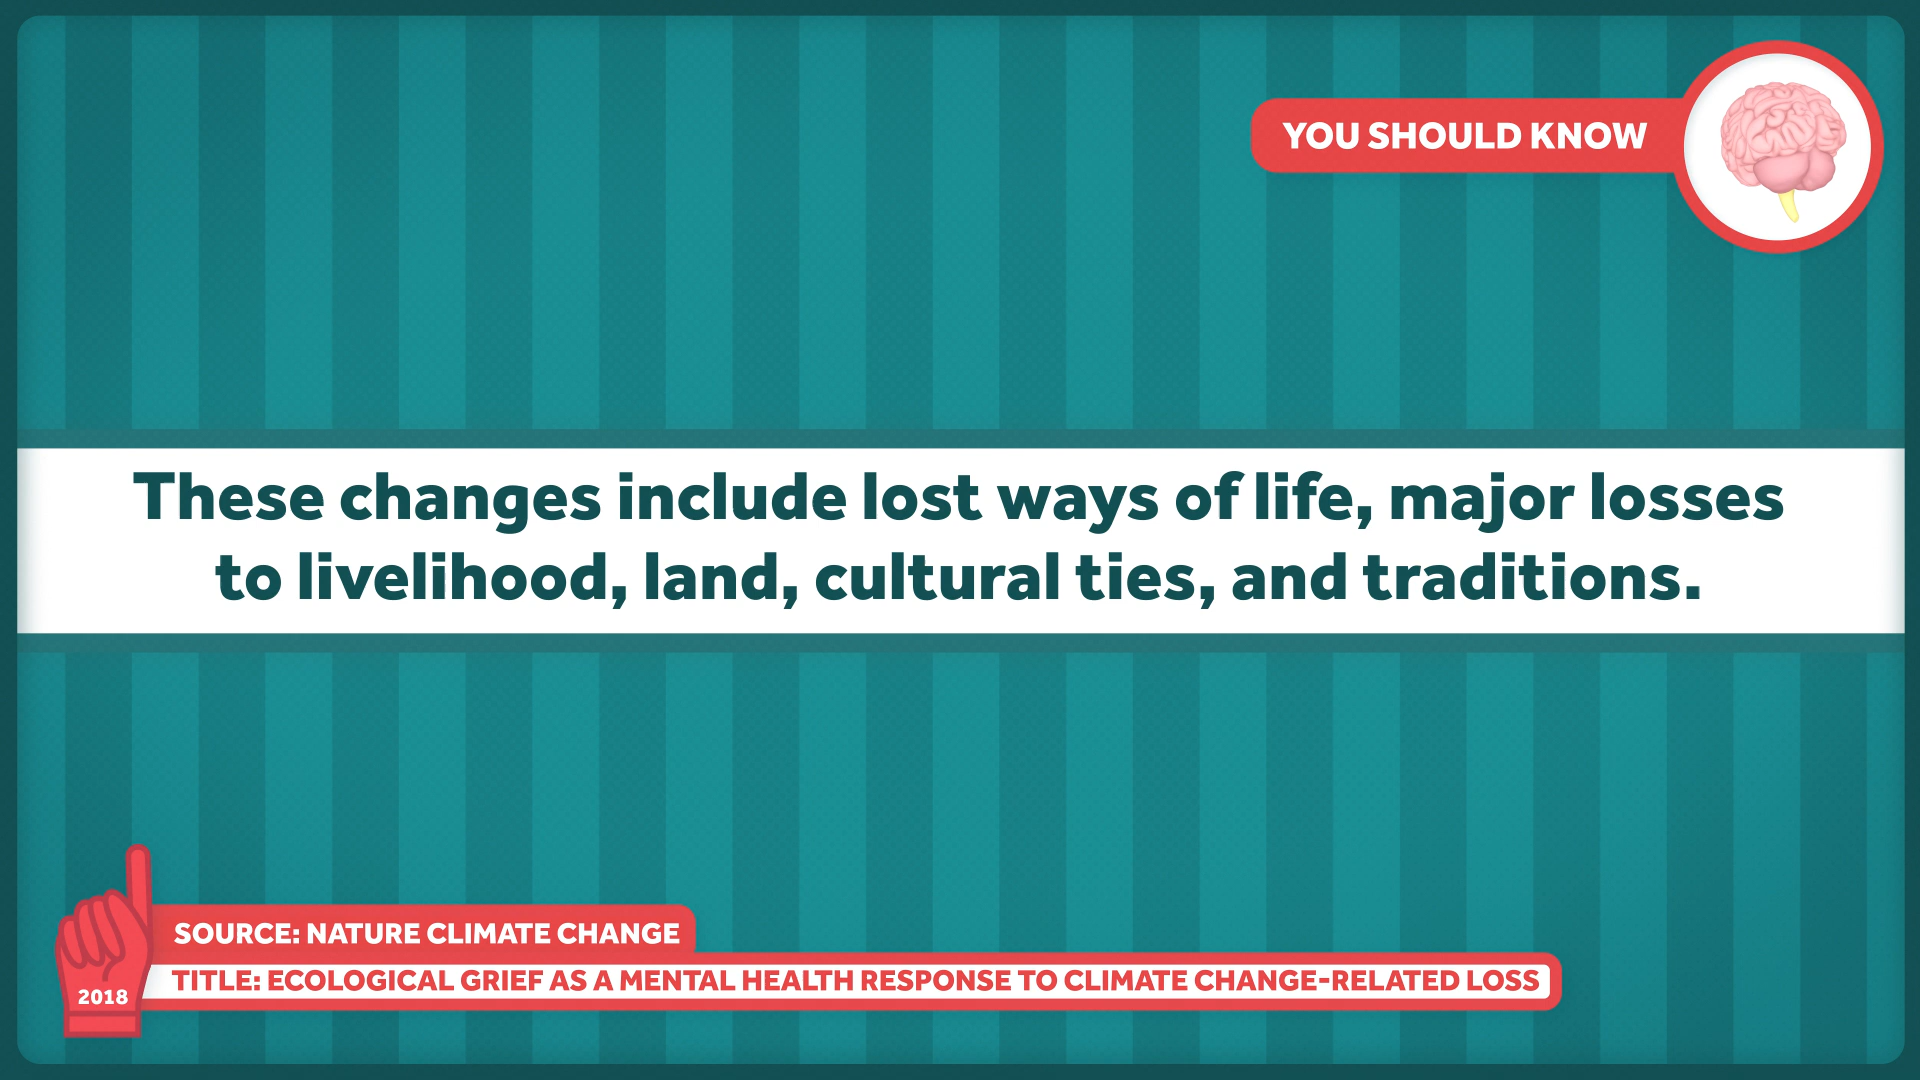 YOU SHOULD KNOW
These changes include lost ways of life, major losses
to livelihood, land, cultural ties, and traditions.
SOURCE: NATURE CLIMATE CHANGE
TITLE: ECOLOGICAL GRIEF AS A MENTAL HEALTH RESPONSE TO CLIMATE CHANGE-RELATED LOSS
2018